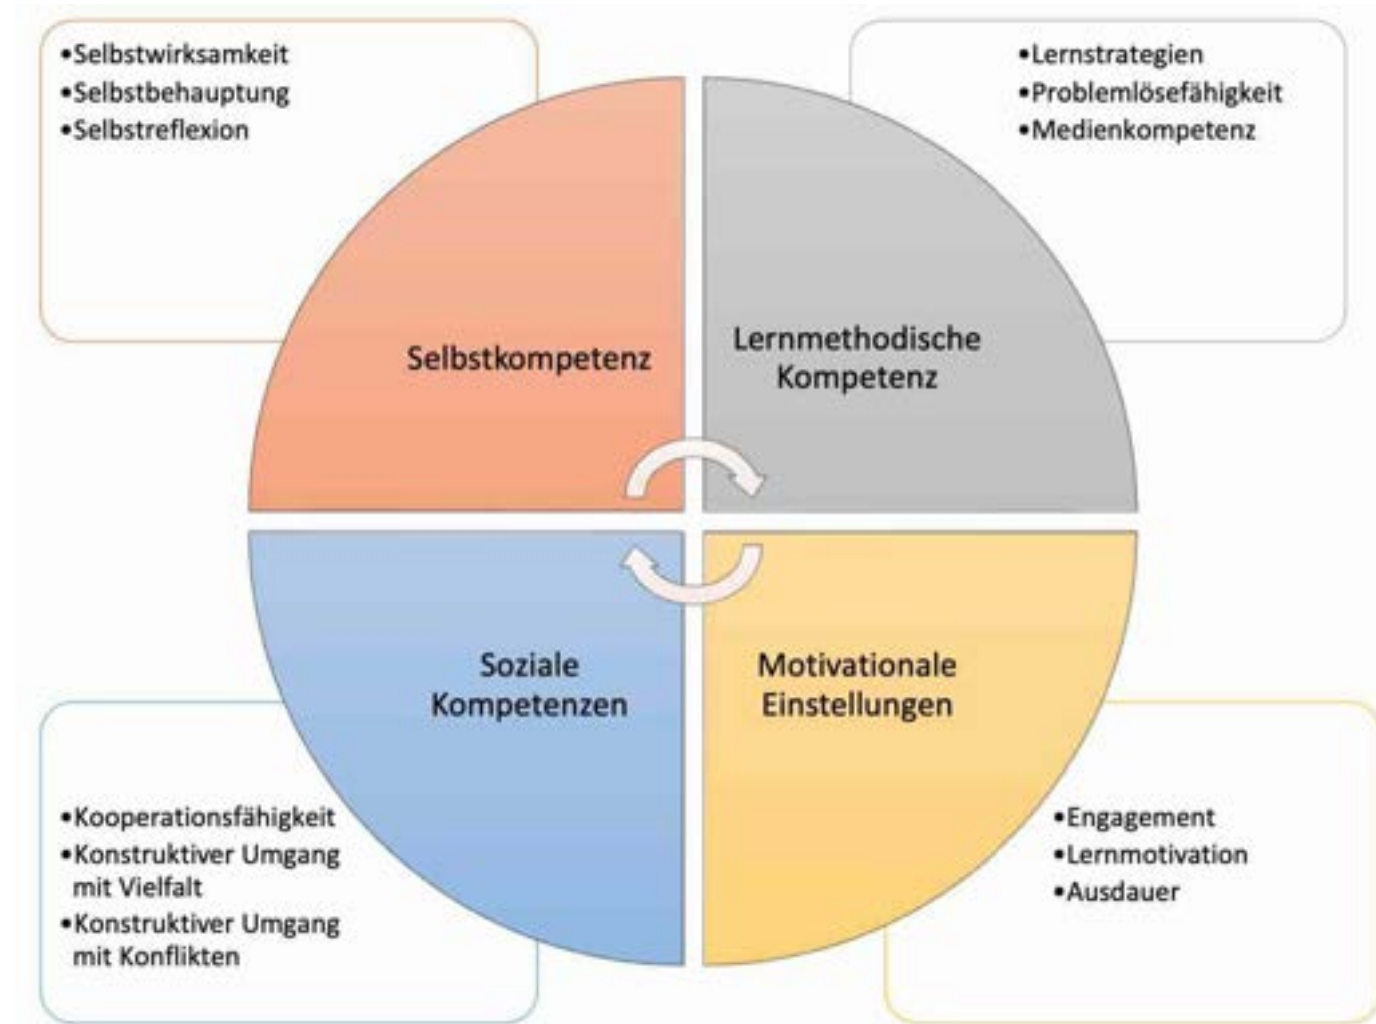 •Selbstwirksamkeit
•Selbstbehauptung
•Selbstreflexion
•Lernstrategien
•Problemlösefähigkeit
•Medienkompetenz
Selbstkompetenz
Lernmethodische
Kompetenz
Soziale
Kompetenzen
Motivationale
Einstellungen
•Kooperationsfähigkeit
•Konstruktiver Umgang
mit Vielfalt
•Konstruktiver Umgang
mit Konflikten
•Engagement
•Lernmotivation
•Ausdauer